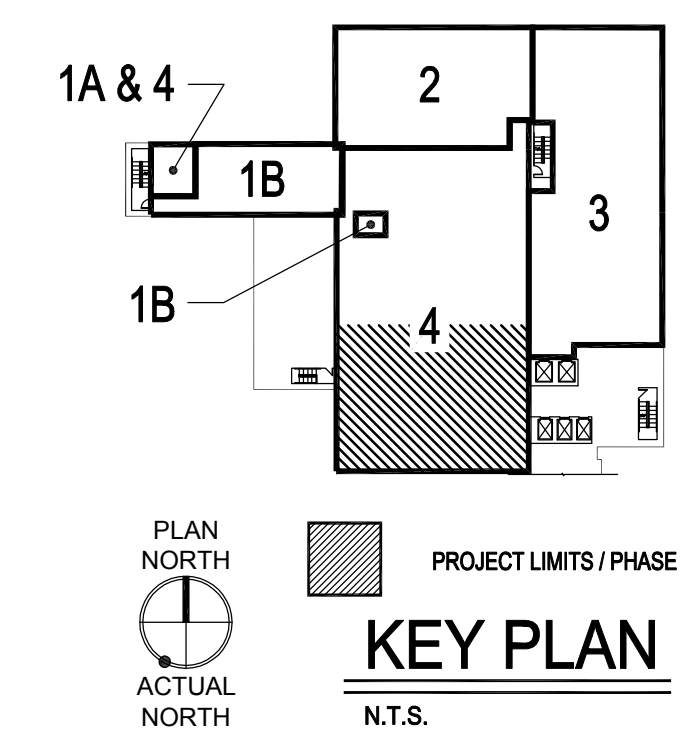 2
1A & 4
1B
3
1B
4
PLAN
NORTH
PROJECT LIMITS / PHASE
KEY PLAN
ACTUAL
NORTH
N.T.S.